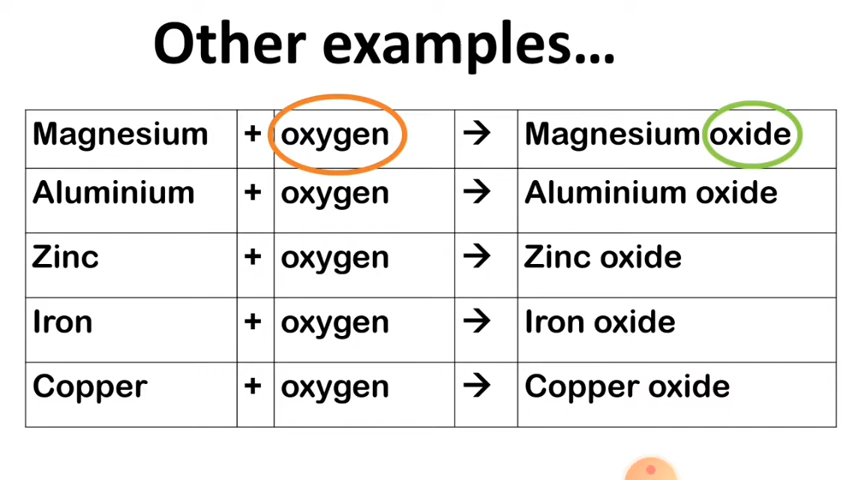 Other examples...
Magnesium + oxygen → Magnesium oxide
Aluminium + oxygen → Aluminium oxide
Zinc + oxygen → Zinc oxide
Iron + oxygen → Iron oxide
Copper + oxygen → Copper oxide